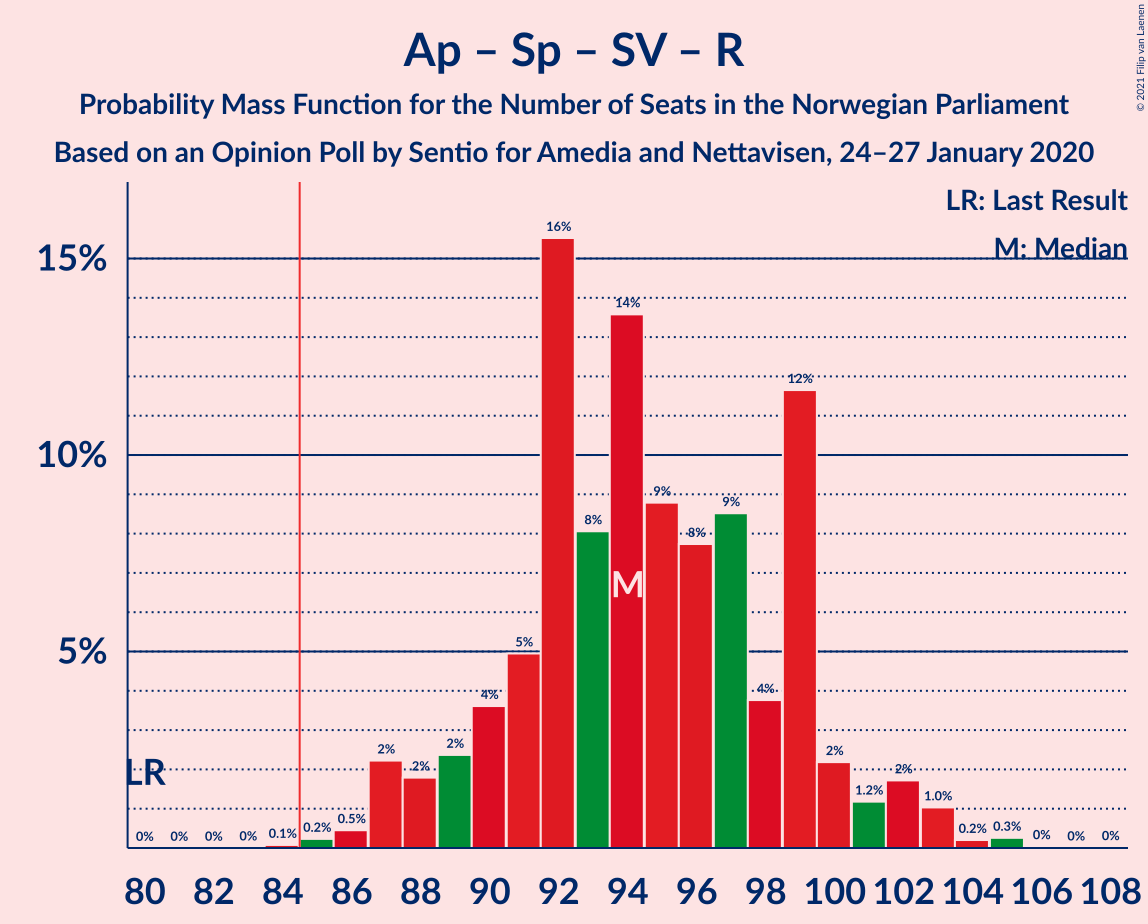 Ap – Sp – SV – R
Probability Mass Function for the Number of Seats in the Norwegian Parliament
Based on an Opinion Poll by Sentio for Amedia and Nettavisen, 24–27 January 2020
© 2021 Filip van Laenen
LR: Last Result
M: Median
15%
10%
5%
LR
M
0% 0% 0% 0% 0.1% 0.2% 0.5% 2% 2% 2% 4% 5% 16% 8% 14% 9% 8% 9% 4% 12% 2% 1.2% 2% 1.0% 0.2% 0.3% 0% 0% 0%
80 82 84 86 88 90 92 94 96 98 100 102 104 106 108